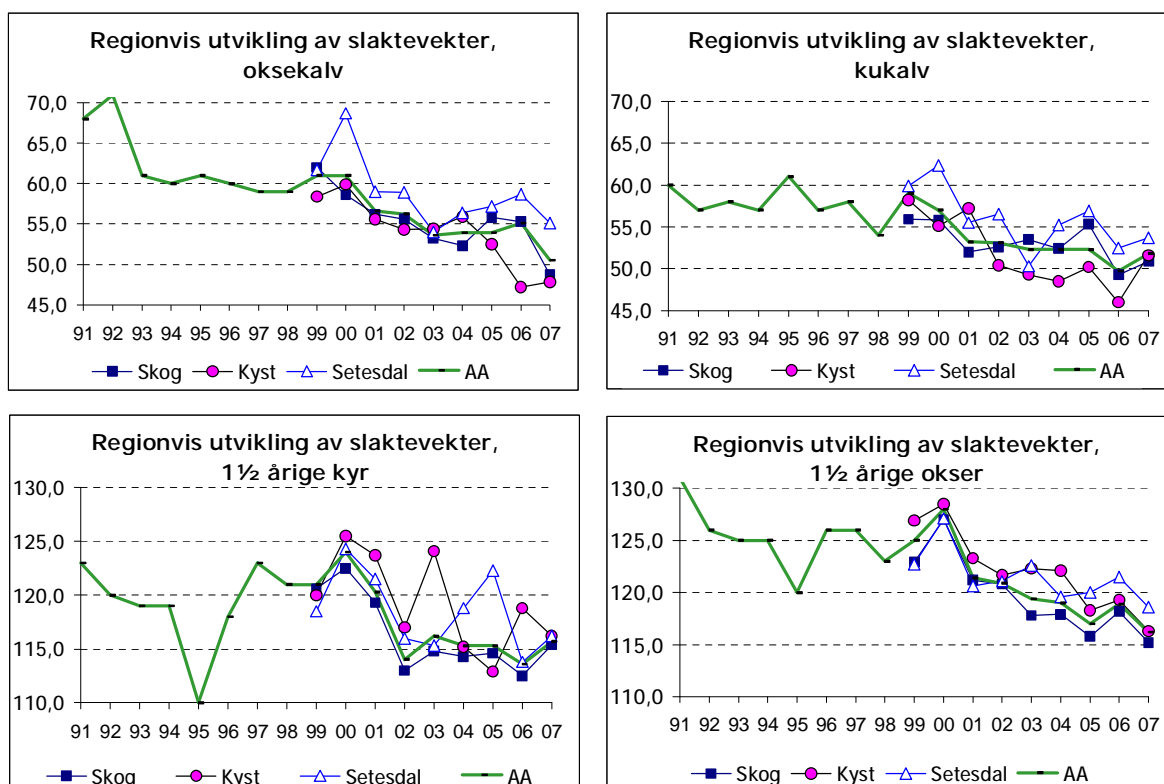 Regionvis utvikling av slaktevekter,
oksekalv
70,0
65,0
60,0
55,0
50,0
45,0
91 92 93 94 95 96 97 98 99 00 01 02 03 04 05 06 07
Skog Kyst Setesdal AA
Regionvis utvikling av slaktevekter,
kukalv
70,0
65,0
60,0
55,0
50,0
45,0
91 92 93 94 95 96 97 98 99 00 01 02 03 04 05 06 07
Skog Kyst Setesdal AA
Regionvis utvikling av slaktevekter,
1½ årige kyr
130,0
125,0
120,0
115,0
110,0
91 92 93 94 95 96 97 98 99 00 01 02 03 04 05 06 07
Skog Kyst Setesdal AA
Regionvis utvikling av slaktevekter,
1½ årige okser
130,0
125,0
120,0
115,0
110,0
91 92 93 94 95 96 97 98 99 00 01 02 03 04 05 06 07
Skog Kyst Setesdal AA